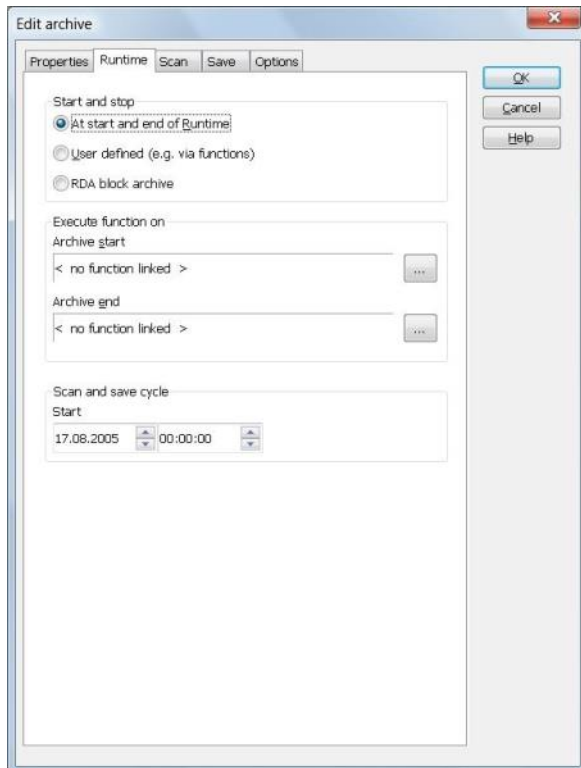 Edit archive
Properties Runtime Scan Save Options
OK
Cancel
Help
Start and stop
At start and end of Runtime
User defined (e.g. via functions)
RDA block archive
Execute function on
Archive start
< no function linked >
...
Archive end
< no function linked >
...
Scan and save cycle
Start
17.08.2005 00:00:00